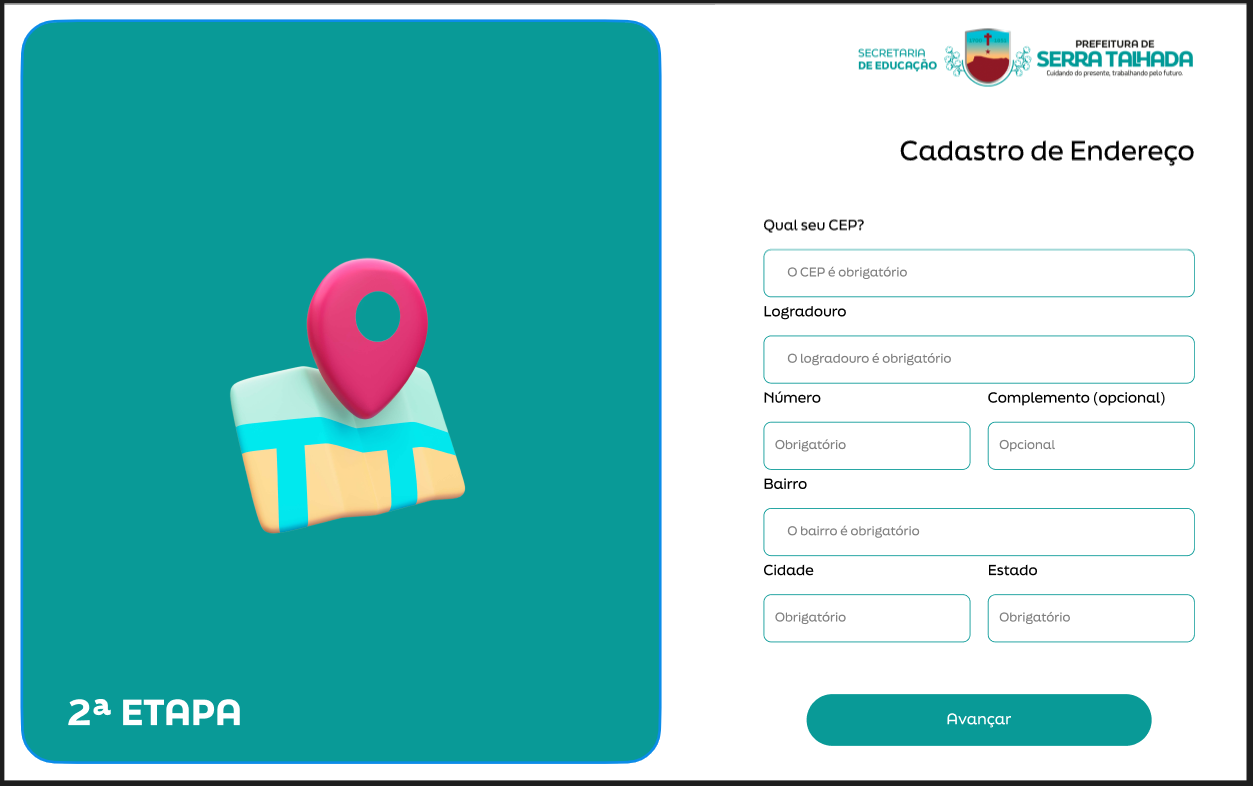 SECRETARIA
DE EDUCAÇÃO
PREFEITURA DE
SERRA TALHADA
Cuidando do presente, trabalhando pelo futuro.
Cadastro de Endereço
Qual seu CEP?
O CEP é obrigatório
Logradouro
O logradouro é obrigatório
Número
Complemento (opcional)
Obrigatório
Opcional
Bairro
O bairro é obrigatório
Cidade
Estado
Obrigatório
Obrigatório
2ª ETAPA
Avançar